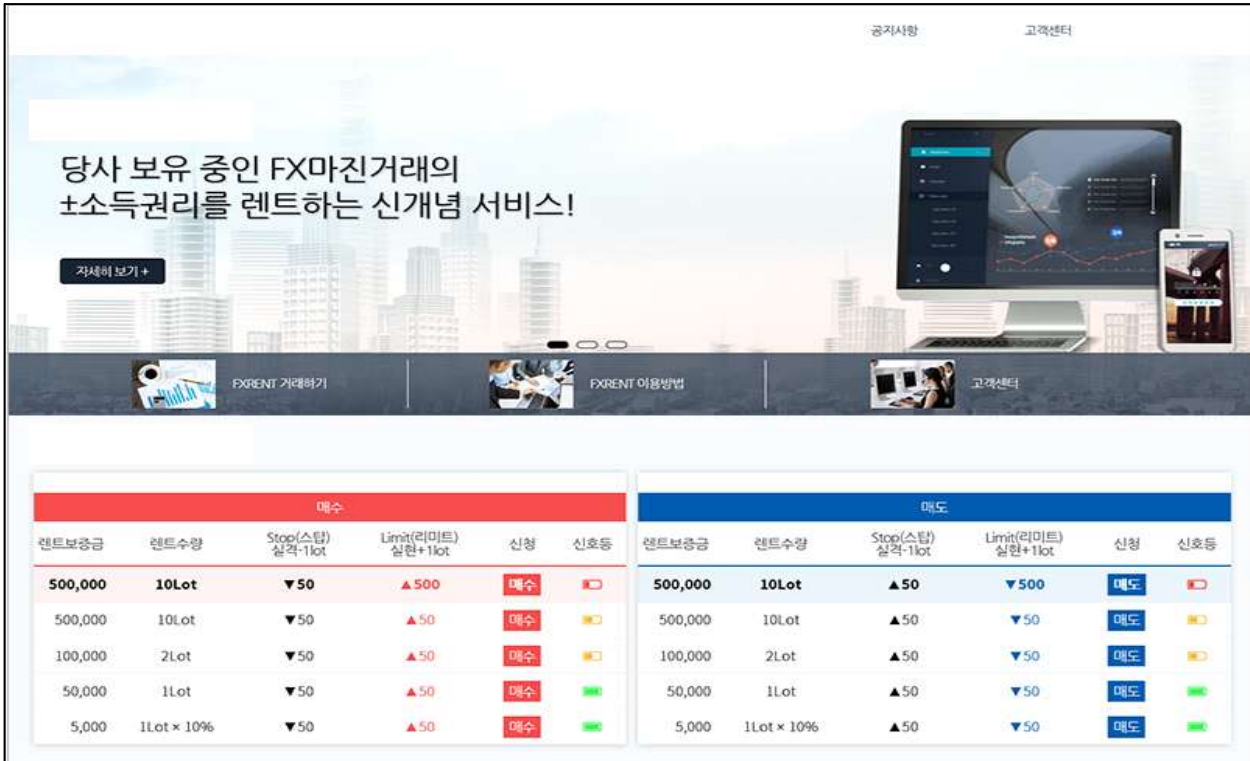 공지사항 고객센터
당사 보유 중인 FX마진거래의
±소득권리를 렌트하는 신개념 서비스!
자세히 보기 +
FXRENT 거래하기 FXRENT 이용방법 고객센터
매수
렌트보증금 렌트수량 Stop(스탑) 실격-1lot Limit(리미트) 실현+1lot 신청 신호등
500,000 10Lot ▼50 ▲500 매수
500,000 10Lot ▼50 ▲50 매수
100,000 2Lot ▼50 ▲50 매수
50,000 1Lot ▼50 ▲50 매수
5,000 1Lot × 10% ▼50 ▲50 매수
매도
렌트보증금 렌트수량 Stop(스탑) 실격-1lot Limit(리미트) 실현+1lot 신청 신호등
500,000 10Lot ▲50 ▼500 매도
500,000 10Lot ▲50 ▼50 매도
100,000 2Lot ▲50 ▼50 매도
50,000 1Lot ▲50 ▼50 매도
5,000 1Lot × 10% ▲50 ▼50 매도